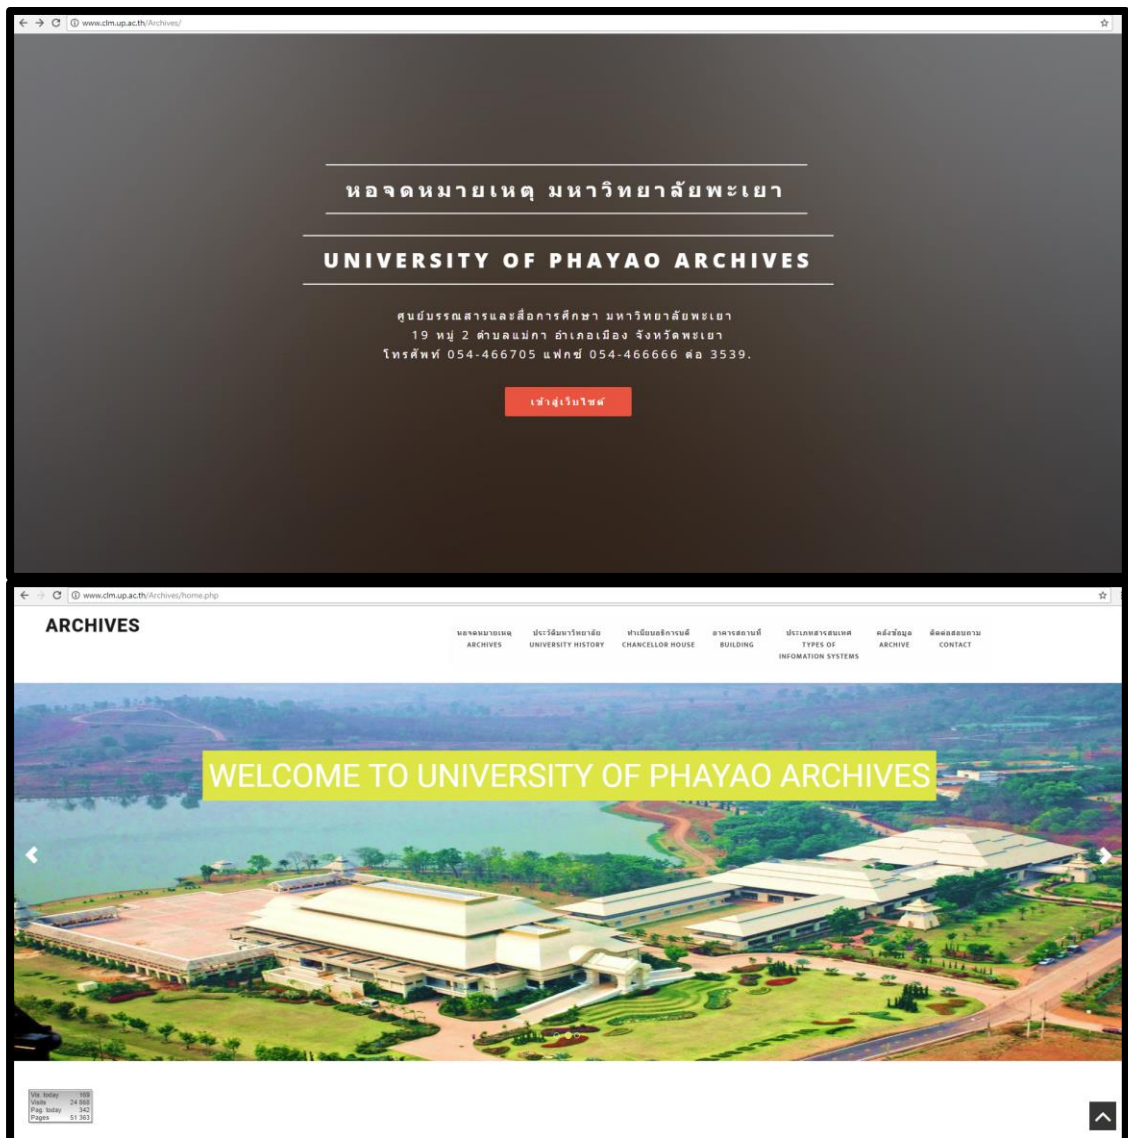 www.clm.up.ac.th/Archives/
หอจดหมายเหตุ มหาวิทยาลัยพะเยา
UNIVERSITY OF PHAYAO ARCHIVES
ศูนย์บรรณสารและสื่อการศึกษา มหาวิทยาลัยพะเยา
19 หมู่ 2 ตำบลแม่กา อำเภอเมือง จังหวัดพะเยา
โทรศัพท์ 054-466705 แฟกซ์ 054-466666 ต่อ 3539.
เข้าสู่เว็บไซต์
www.clm.up.ac.th/Archives/home.php
ARCHIVES
หอจดหมายเหตุ ประวัติมหาวิทยาลัย ทำเนียบอธิการบดี อาคารสถานที่ ประเภทสารสนเทศ คลังข้อมูล ติดต่อสอบถาม
ARCHIVES UNIVERSITY HISTORY CHANCELLOR HOUSE BUILDING TYPES OF ARCHIVE CONTACT
INFOMATION SYSTEMS
WELCOME TO UNIVERSITY OF PHAYAO ARCHIVES
Vis. today 169
Visits 24 868
Pag. today 342
Pages 51 363